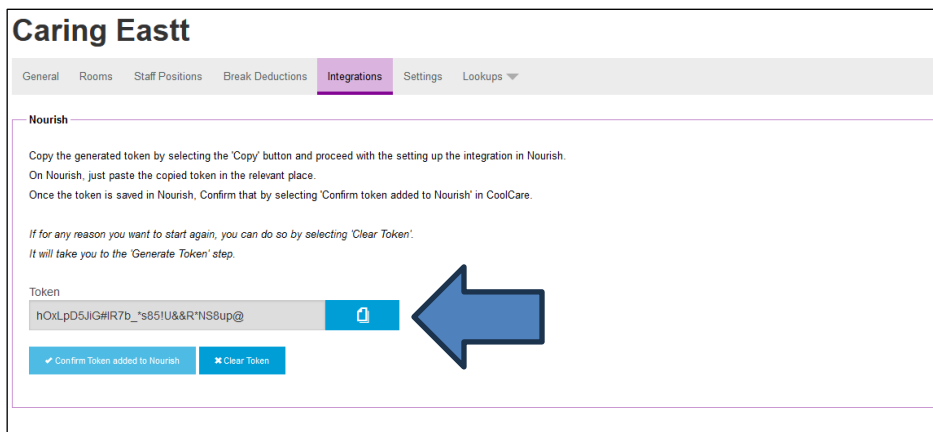 Caring Eastt
General Rooms Staff Positions Break Deductions Integrations Settings Lookups
Nourish
Copy the generated token by selecting the 'Copy' button and proceed with the setting up the integration in Nourish.
On Nourish, just paste the copied token in the relevant place.
Once the token is saved in Nourish, Confirm that by selecting 'Confirm token added to Nourish' in CoolCare.
If for any reason you want to start again, you can do so by selecting 'Clear Token'.
It will take you to the 'Generate Token' step.
Token
hOxLpD5JiG#IR7b_*s85!U&&R*NS8up@
Confirm Token added to Nourish Clear Token